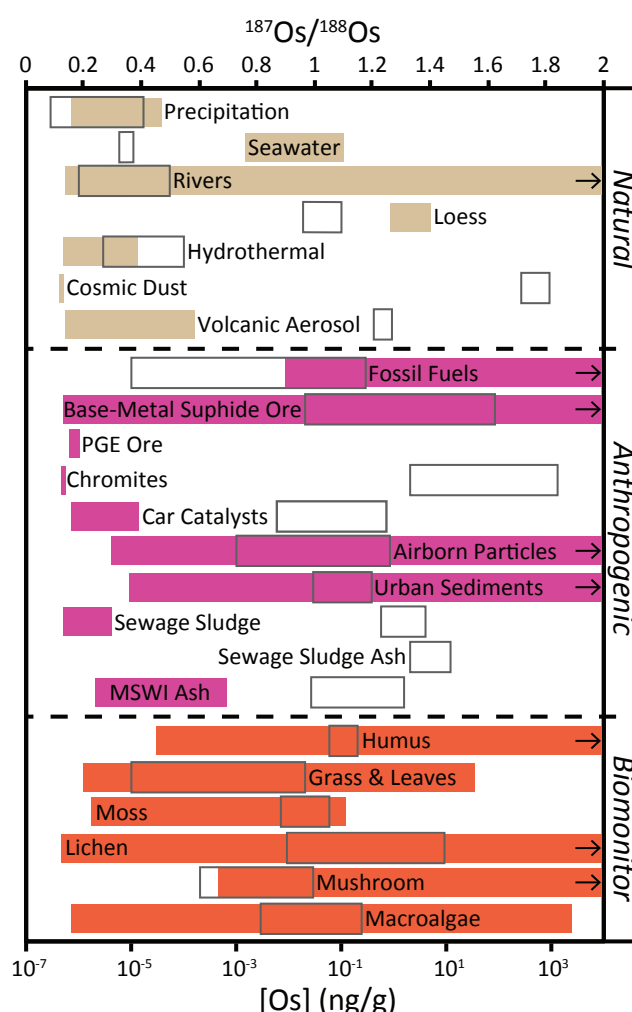 ¹⁸⁷Os/¹⁸⁸Os
0 0.2 0.4 0.6 0.8 1 1.2 1.4 1.6 1.8 2
Precipitation
Seawater
Rivers →
Loess
Hydrothermal
Cosmic Dust
Volcanic Aerosol
Natural
Fossil Fuels →
Base-Metal Suphide Ore →
PGE Ore
Chromites
Car Catalysts
Airborn Particles →
Urban Sediments →
Sewage Sludge
Sewage Sludge Ash
MSWI Ash
Anthropogenic
Humus →
Grass & Leaves
Moss
Lichen →
Mushroom →
Macroalgae
Biomonitor
10⁻⁷ 10⁻⁵ 10⁻³ 10⁻¹ 10¹ 10³
[Os] (ng/g)